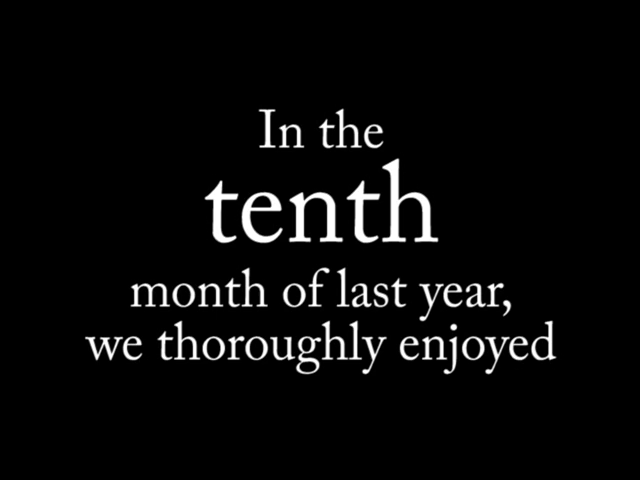 In the
tenth
month of last year,
we thoroughly enjoyed